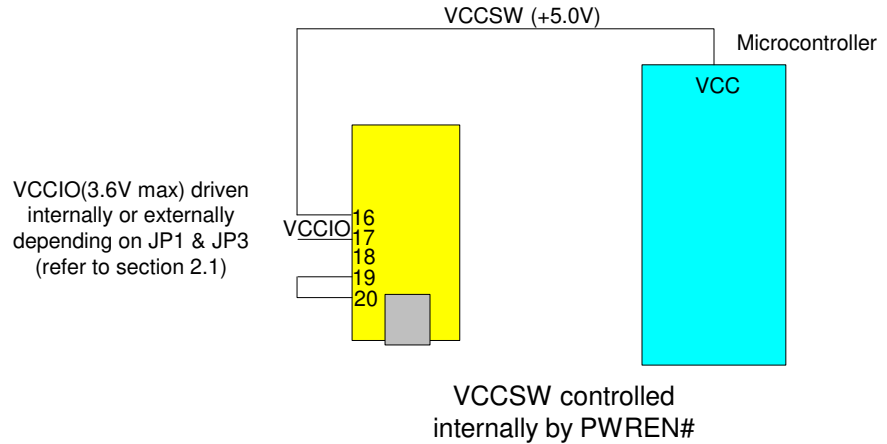 VCCSW (+5.0V)
Microcontroller
VCC
VCCIO(3.6V max) driven
internally or externally
depending on JP1 & JP3
(refer to section 2.1)
VCCIO
16
17
18
19
20
VCCSW controlled
internally by PWREN#